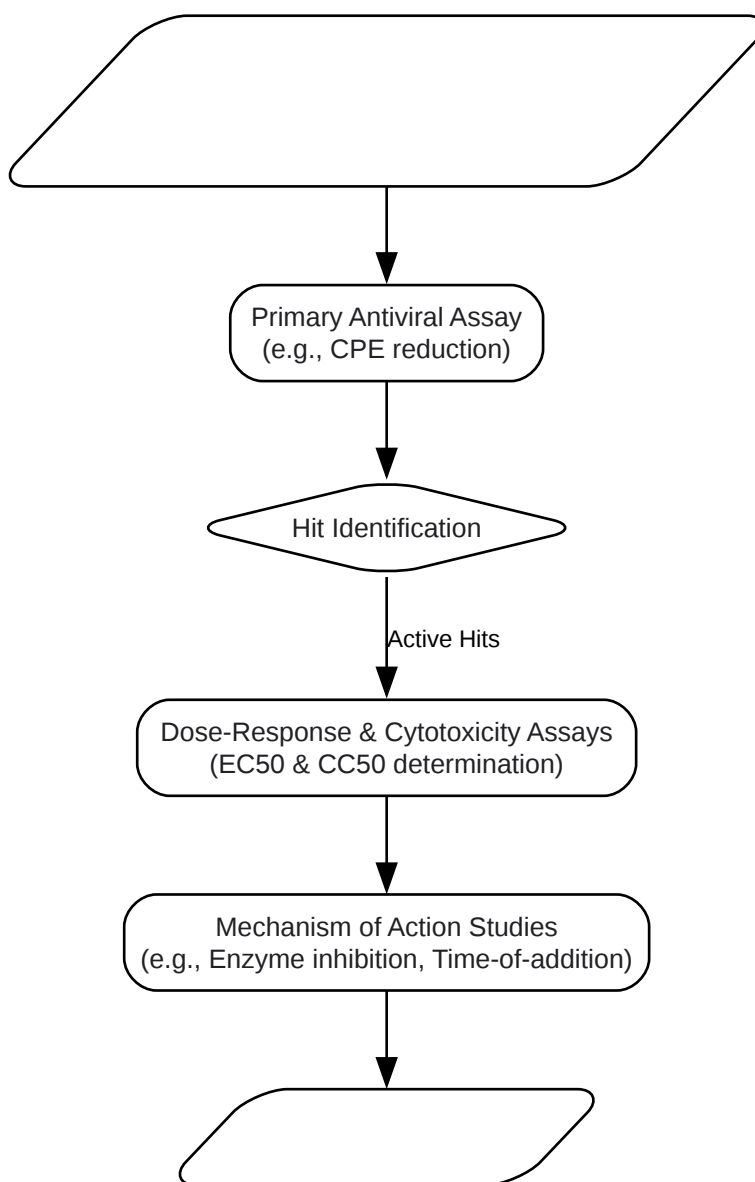 Primary Antiviral Assay
(e.g., CPE reduction)
Hit Identification
Active Hits
Dose-Response & Cytotoxicity Assays
(EC50 & CC50 determination)
Mechanism of Action Studies
(e.g., Enzyme inhibition, Time-of-addition)